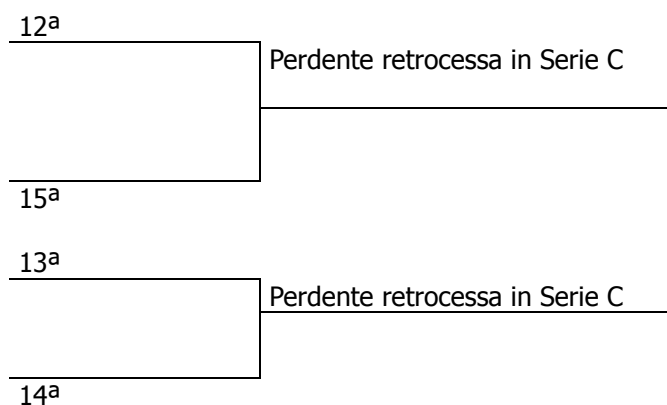 12ª
Perdente retrocessa in Serie C
15ª
13ª
Perdente retrocessa in Serie C
14ª